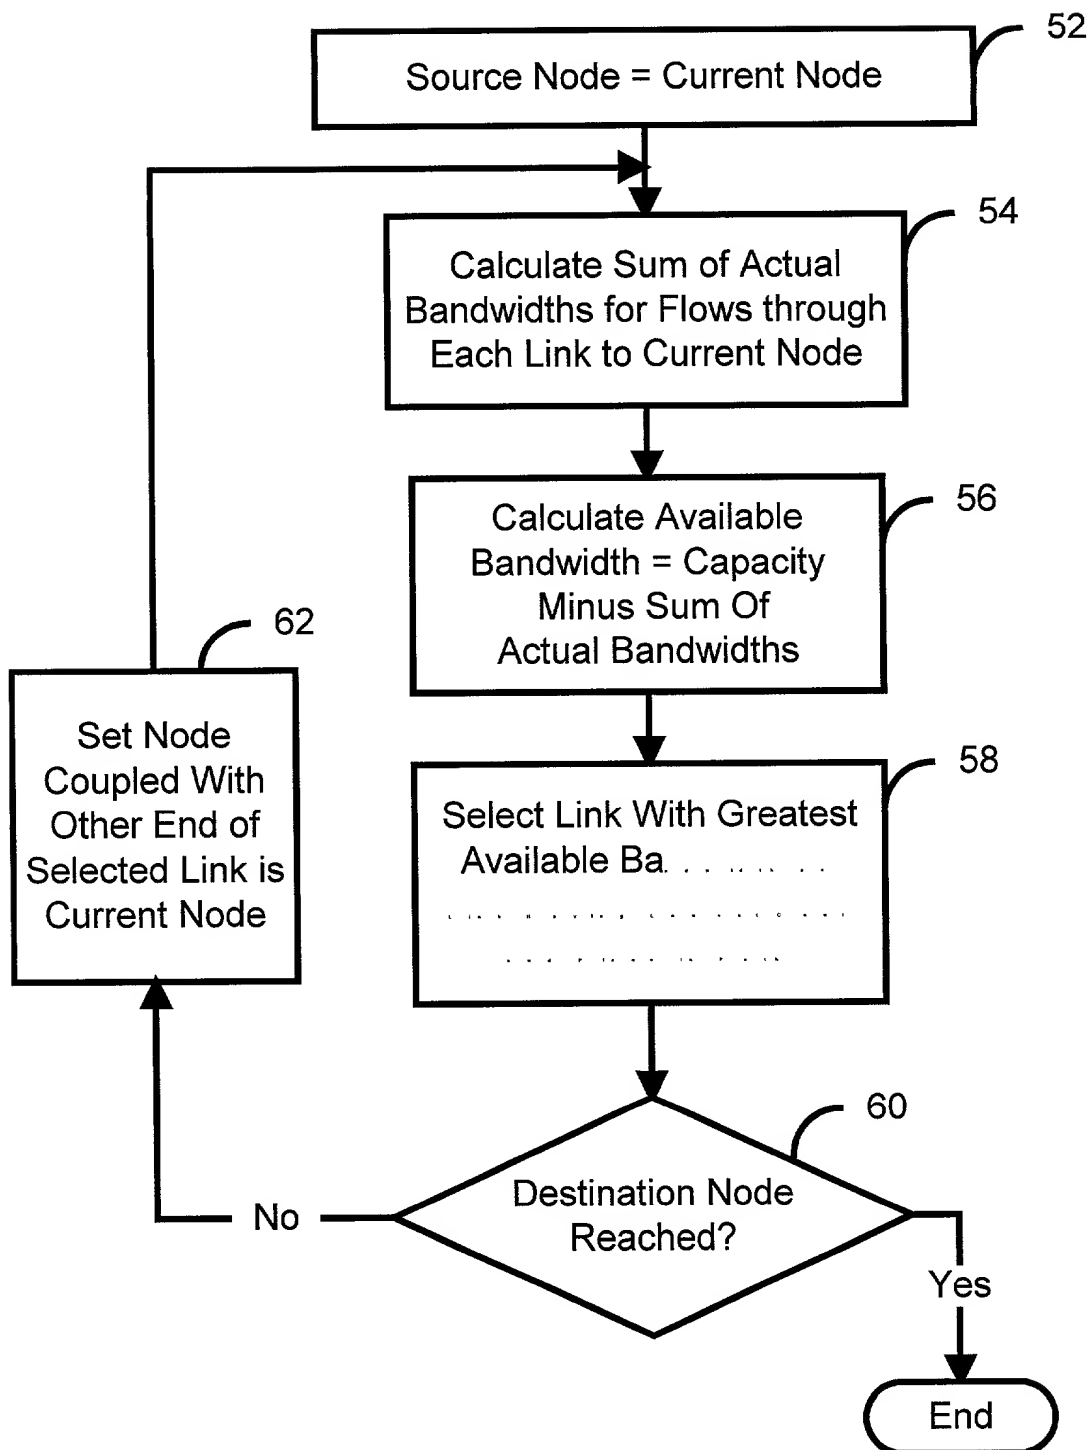 52
Source Node = Current Node
54
Calculate Sum of Actual
Bandwidths for Flows through
Each Link to Current Node
56
Calculate Available
Bandwidth = Capacity
Minus Sum Of
Actual Bandwidths
62
Set Node
Coupled With
Other End of
Selected Link is
Current Node
58
Select Link With Greatest
Available
60
Destination Node
Reached?
No
Yes
End